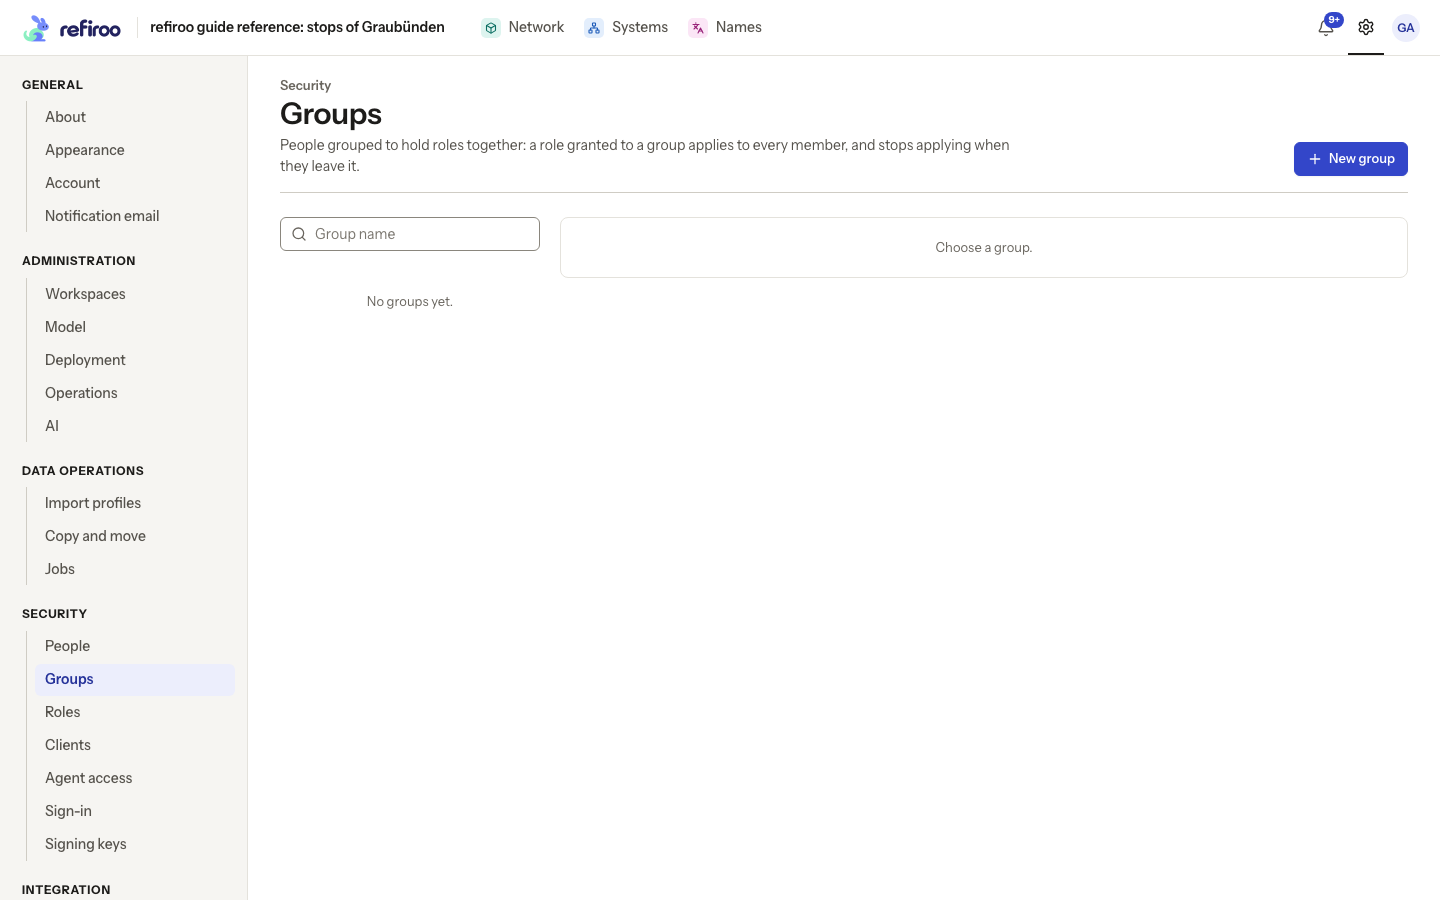 refiroo
refiroo guide reference: stops of Graubünden
Network
Systems
Names
9+
GA
GENERAL
About
Appearance
Account
Notification email
ADMINISTRATION
Workspaces
Model
Deployment
Operations
AI
DATA OPERATIONS
Import profiles
Copy and move
Jobs
SECURITY
People
Groups
Roles
Clients
Agent access
Sign-in
Signing keys
INTEGRATION
Security
Groups
People grouped to hold roles together: a role granted to a group applies to every member, and stops applying when
they leave it.
New group
Group name
No groups yet.
Choose a group.